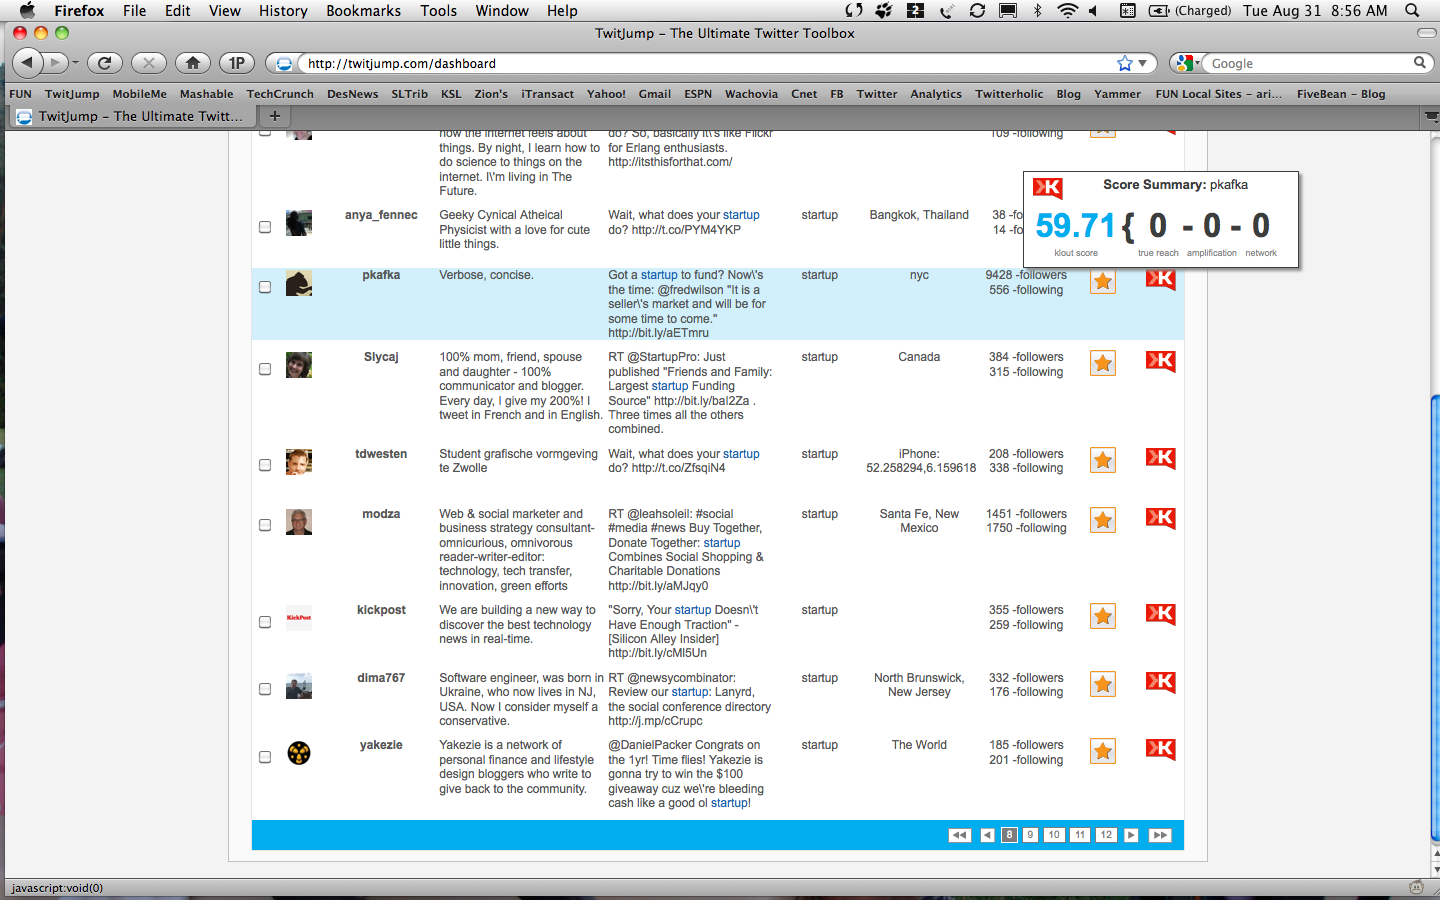 Firefox File Edit View History Bookmarks Tools Window Help 2 (Charged) Tue Aug 31 8:56 AM
TwitJump – The Ultimate Twitter Toolbox
1P http://twitjump.com/dashboard Google
FUN TwitJump MobileMe Mashable TechCrunch DesNews SLTrib KSL Zion's iTransact Yahoo! Gmail ESPN Wachovia Cnet FB Twitter Analytics Twitterholic Blog Yammer FUN Local Sites – ari... FiveBean – Blog
TwitJump – The Ultimate Twitt... +
how the internet feels about
things. By night, I learn how to
do science to things on the
internet. I\'m living in The
Future.
do? So, basically it\'s like Flickr
for Erlang enthusiasts.
http://itsthisforthat.com/
109 -following
K Score Summary: pkafka
59.71 { 0 - 0 - 0
klout score true reach amplification network
anya_fennec
Geeky Cynical Atheical
Physicist with a love for cute
little things.
Wait, what does your startup
do? http://t.co/PYM4YKP
startup
Bangkok, Thailand
38 -fo
14 -fo
pkafka
Verbose, concise.
Got a startup to fund? Now\'s
the time: @fredwilson "It is a
seller\'s market and will be for
some time to come."
http://bit.ly/aETmru
startup
nyc
9428 -followers
556 -following
K
Slycaj
100% mom, friend, spouse
and daughter - 100%
communicator and blogger.
Every day, I give my 200%! I
tweet in French and in English.
RT @StartupPro: Just
published "Friends and Family:
Largest startup Funding
Source" http://bit.ly/bal2Za .
Three times all the others
combined.
startup
Canada
384 -followers
315 -following
K
tdwesten
Student grafische vormgeving
te Zwolle
Wait, what does your startup
do? http://t.co/ZfsqiN4
startup
iPhone:
52.258294,6.159618
208 -followers
338 -following
K
modza
Web & social marketer and
business strategy consultant-
omnicurious, omnivorous
reader-writer-editor:
technology, tech transfer,
innovation, green efforts
RT @leahsoleil: #social
#media #news Buy Together,
Donate Together: startup
Combines Social Shopping &
Charitable Donations
http://bit.ly/aMJqy0
startup
Santa Fe, New
Mexico
1451 -followers
1750 -following
K
KickPost
kickpost
We are building a new way to
discover the best technology
news in real-time.
"Sorry, Your startup Doesn\'t
Have Enough Traction" -
[Silicon Alley Insider]
http://bit.ly/cMl5Un
startup
355 -followers
259 -following
K
dima767
Software engineer, was born in
Ukraine, who now lives in NJ,
USA. Now I consider myself a
conservative.
RT @newsycombinator:
Review our startup: Lanyrd,
the social conference directory
http://j.mp/cCrupc
startup
North Brunswick,
New Jersey
332 -followers
176 -following
K
yakezie
Yakezie is a network of
personal finance and lifestyle
design bloggers who write to
give back to the community.
@DanielPacker Congrats on
the 1yr! Time flies! Yakezie is
gonna try to win the $100
giveaway cuz we\'re bleeding
cash like a good ol startup!
startup
The World
185 -followers
201 -following
K
8 9 10 11 12
javascript:void(0)